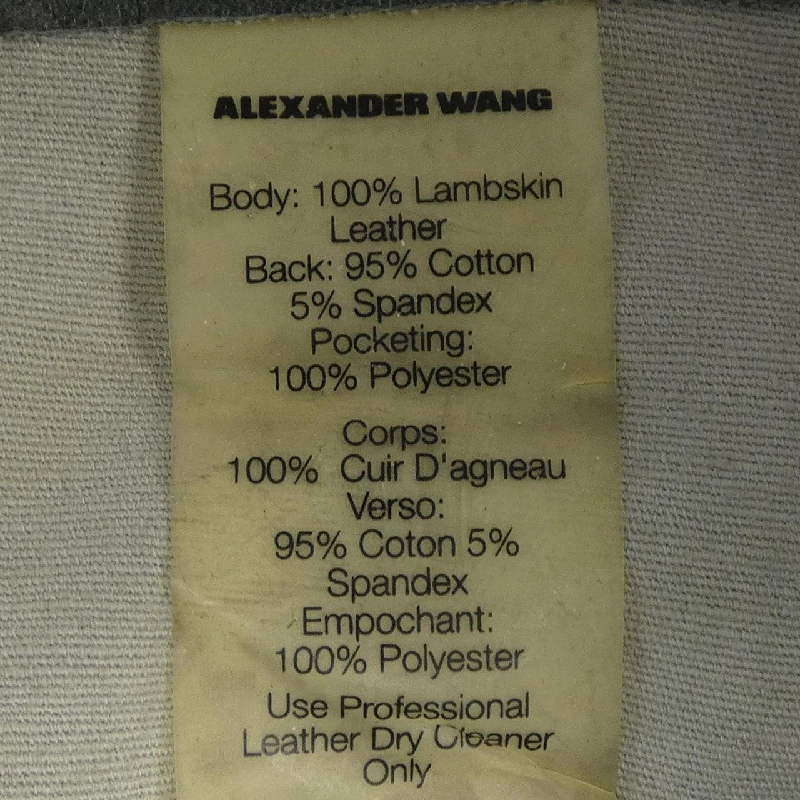 ALEXANDER WANG
Body: 100% Lambskin
Leather
Back: 95% Cotton
5% Spandex
Pocketing:
100% Polyester
Corps:
100% Cuir D'agneau
Verso:
95% Coton 5%
Spandex
Empochant:
100% Polyester
Use Professional
Leather Dry Cleaner
Only